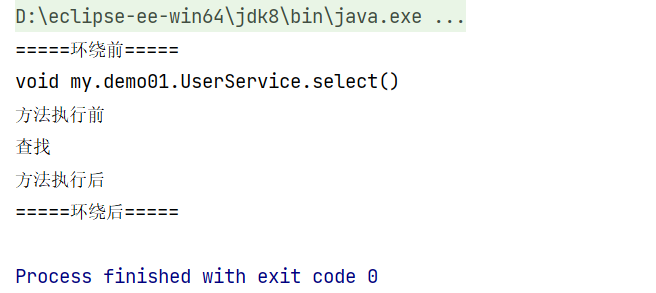 D:\eclipse-ee-win64\jdk8\bin\java.exe ...
=====环绕前=====
void my.demo01.UserService.select()
方法执行前
查找
方法执行后
=====环绕后=====
Process finished with exit code 0